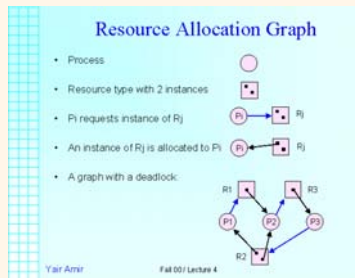 Resource Allocation Graph
• Process
• Resource type with 2 instances
• Pi requests instance of Rj
Pi Rj
• An instance of Rj is allocated to Pi
Pi Rj
• A graph with a deadlock:
R1 R3
P1 P2 P3
R2
Yair Amir Fall 00 / Lecture 4